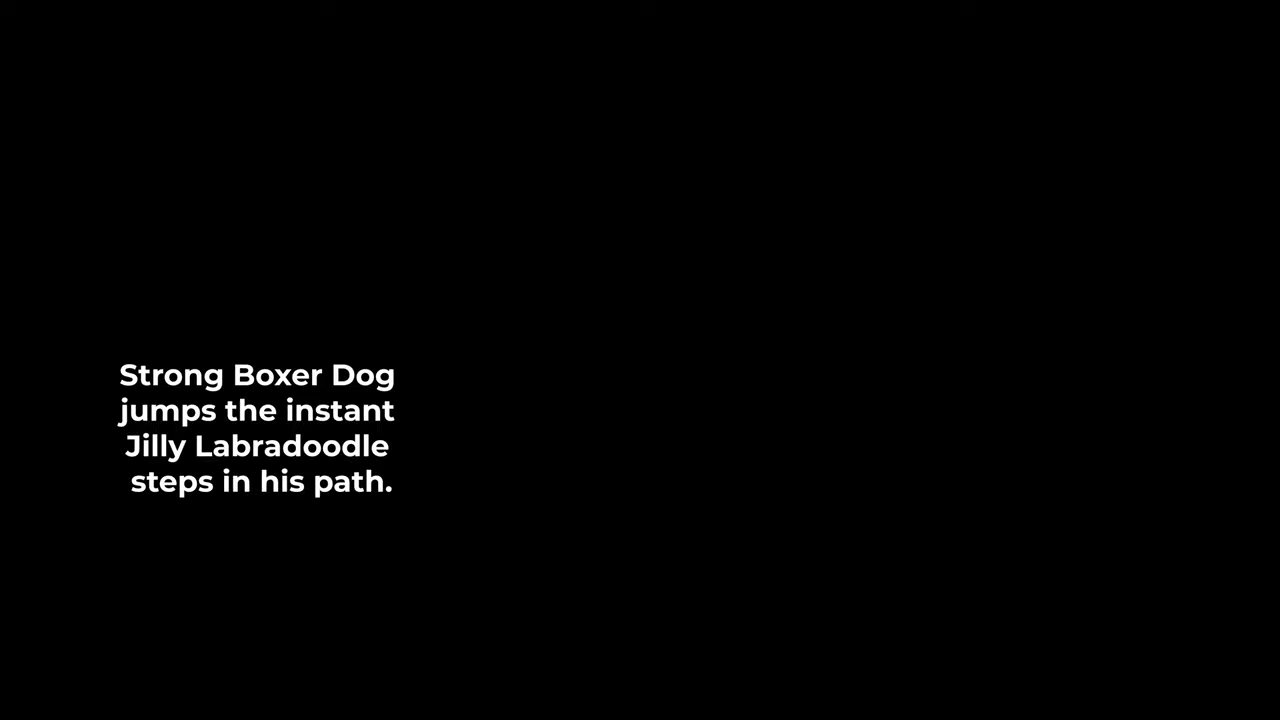 Strong Boxer Dog
jumps the instant
Jilly Labradoodle
steps in his path.